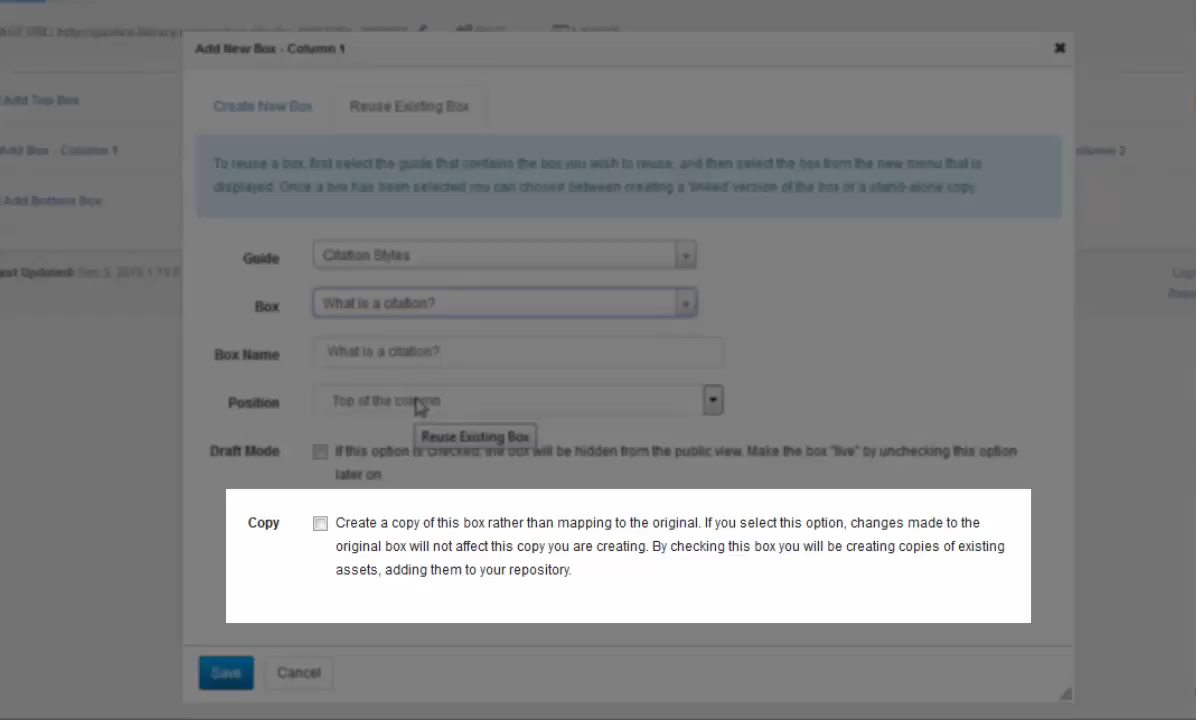 Add New Box - Column 1
Create New Box
Reuse Existing Box
Add Top Box
Add Box - Column 1
Add Bottom Box
To reuse a box, first select the guide that contains the box you wish to reuse, and then select the box from the new menu that is
displayed. Once a box has been selected you can choose between creating a 'linked' version of the box or a stand-alone copy.
Guide
Citation Styles
Box
What is a citation?
Box Name
What is a citation?
Position
Top of the column
Reuse Existing Box
Draft Mode
If this option is checked, the box will be hidden from the public view. Make the box "live" by unchecking this option
later on
Copy
Create a copy of this box rather than mapping to the original. If you select this option, changes made to the
original box will not affect this copy you are creating. By checking this box you will be creating copies of existing
assets, adding them to your repository.
Save
Cancel